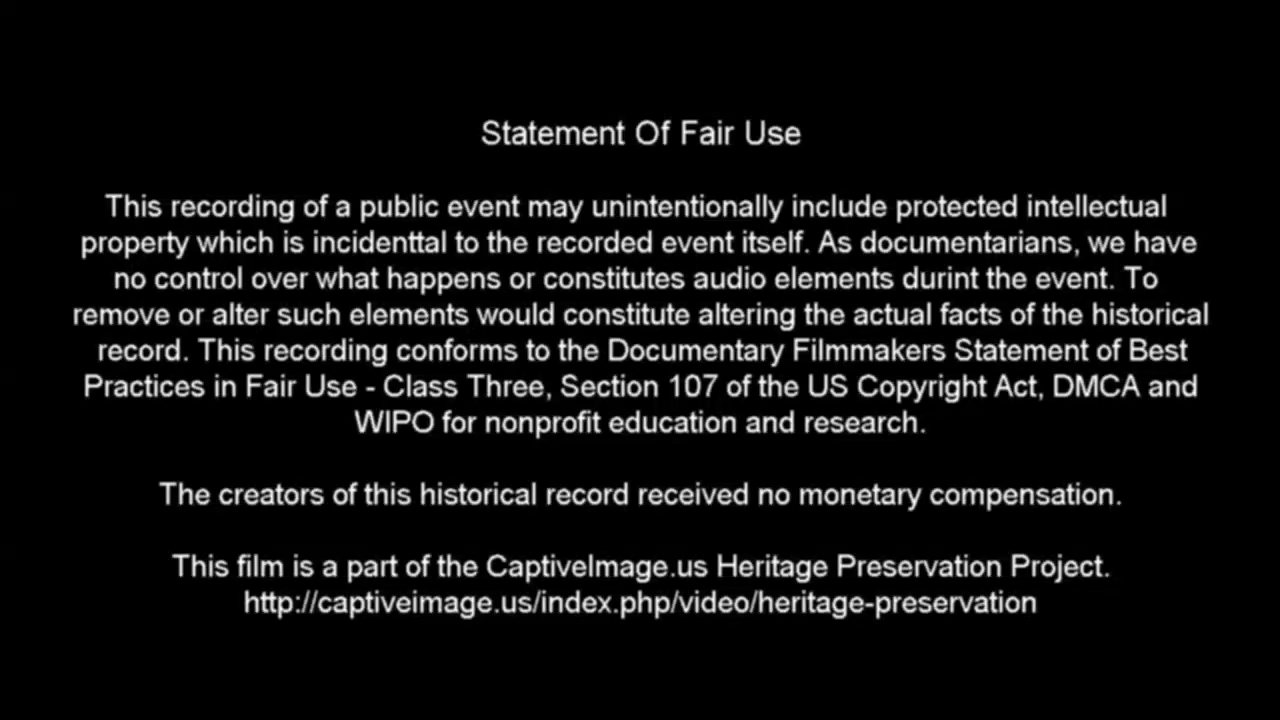 Statement Of Fair Use
This recording of a public event may unintentionally include protected intellectual
property which is incidenttal to the recorded event itself. As documentarians, we have
no control over what happens or constitutes audio elements durint the event. To
remove or alter such elements would constitute altering the actual facts of the historical
record. This recording conforms to the Documentary Filmmakers Statement of Best
Practices in Fair Use - Class Three, Section 107 of the US Copyright Act, DMCA and
WIPO for nonprofit education and research.
The creators of this historical record received no monetary compensation.
This film is a part of the CaptiveImage.us Heritage Preservation Project.
http://captiveimage.us/index.php/video/heritage-preservation